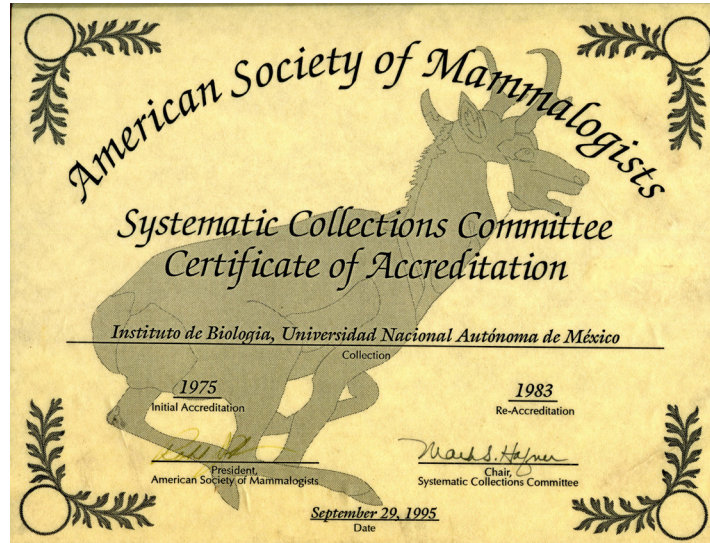 American Society of Mammalogists
Systematic Collections Committee
Certificate of Accreditation
Instituto de Biologia, Universidad Nacional Autónoma de México
Collection
1975
Initial Accreditation
1983
Re-Accreditation
Mark S. Hafner
President,
American Society of Mammalogists
Chair,
Systematic Collections Committee
September 29, 1995
Date